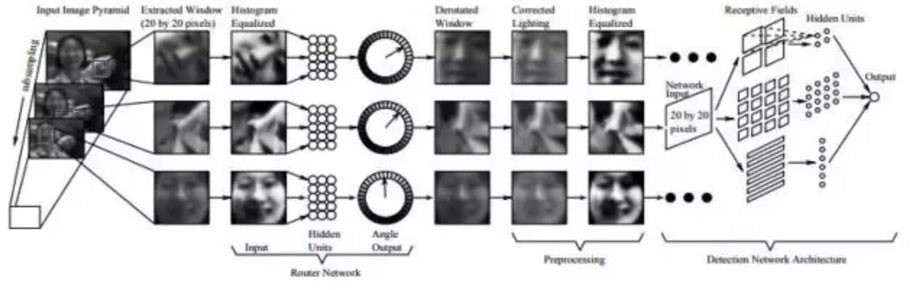 Input Image Pyramid
Extracted Window
(20 by 20 pixels)
Histogram
Equalized
Derotated
Window
Corrected
Lighting
Histogram
Equalized
Receptive Fields
Hidden Units
subsampling
Network
Input
20 by 20
pixels
Output
Input
Hidden
Units
Angle
Output
Router Network
Preprocessing
Detection Network Architecture